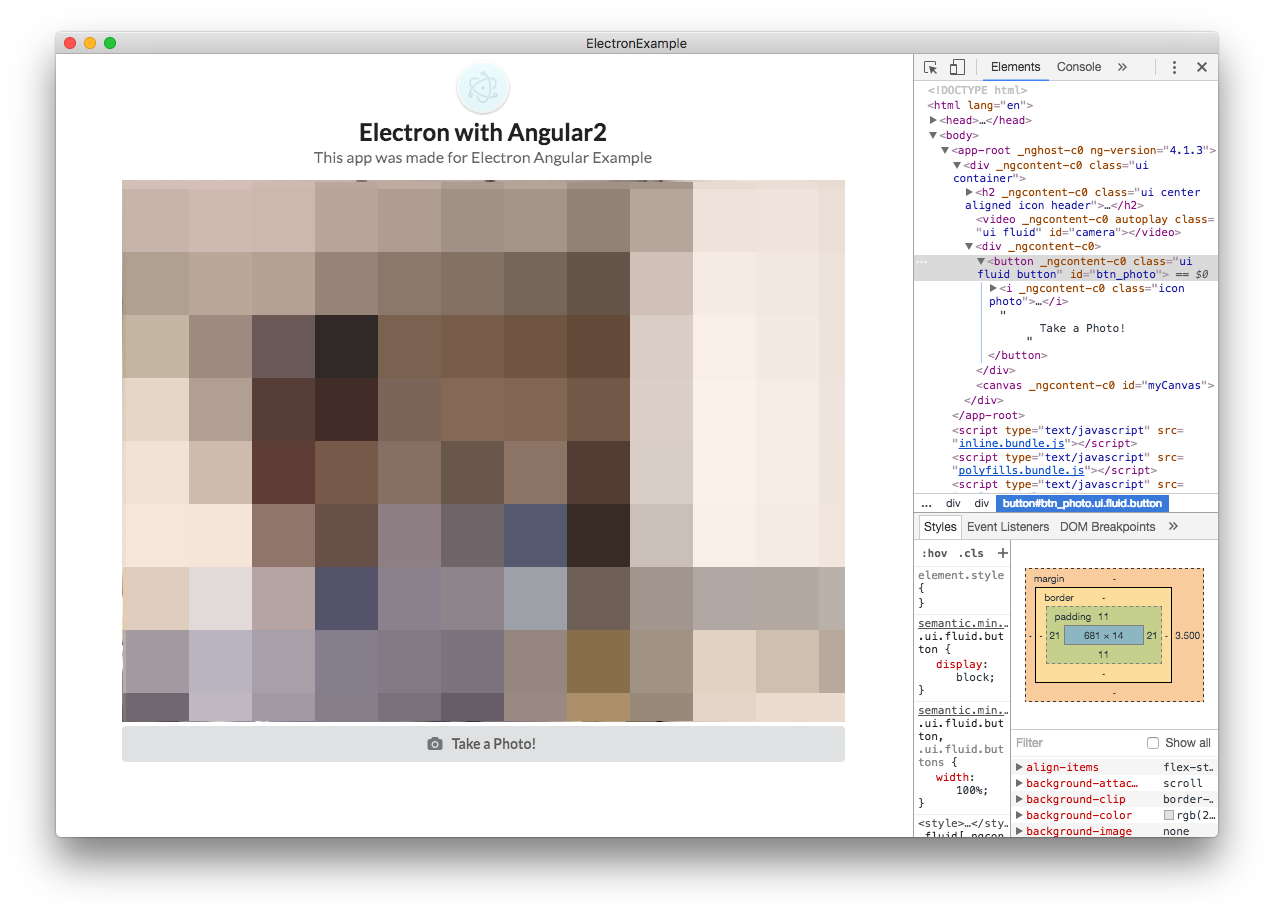 ElectronExample
Electron with Angular2
This app was made for Electron Angular Example
Take a Photo!
Elements Console »
<!DOCTYPE html>
<html lang="en">
<head>…</head>
<body>
<app-root _nghost-c0 ng-version="4.1.3">
<div _ngcontent-c0 class="ui
container">
<h2 _ngcontent-c0 class="ui center
aligned icon header">…</h2>
<video _ngcontent-c0 autoplay class=
"ui fluid" id="camera"></video>
<div _ngcontent-c0>
<button _ngcontent-c0 class="ui
fluid button" id="btn_photo"> == $0
<i _ngcontent-c0 class="icon
photo">…</i>
"
Take a Photo!
"
</button>
</div>
<canvas _ngcontent-c0 id="myCanvas">
</div>
</app-root>
<script type="text/javascript" src=
"inline.bundle.js"></script>
<script type="text/javascript" src=
"polyfills.bundle.js"></script>
<script type="text/javascript" src=
... div div button#btn_photo.ui.fluid.button
Styles Event Listeners DOM Breakpoints »
:hov .cls +
element.style
{
}
semantic.min.…
.ui.fluid.but
ton {
display:
block;
}
semantic.min.…
.ui.fluid.but
ton,
.ui.fluid.but
tons {
width:
100%;
}
<style>…</sty…
margin -
border -
padding 11
- - 21 681 × 14 21 - 3.500
11
-
-
Filter Show all
align-items flex-st…
background-attac… scroll
background-clip border-…
background-color rgb(2…
background-image none